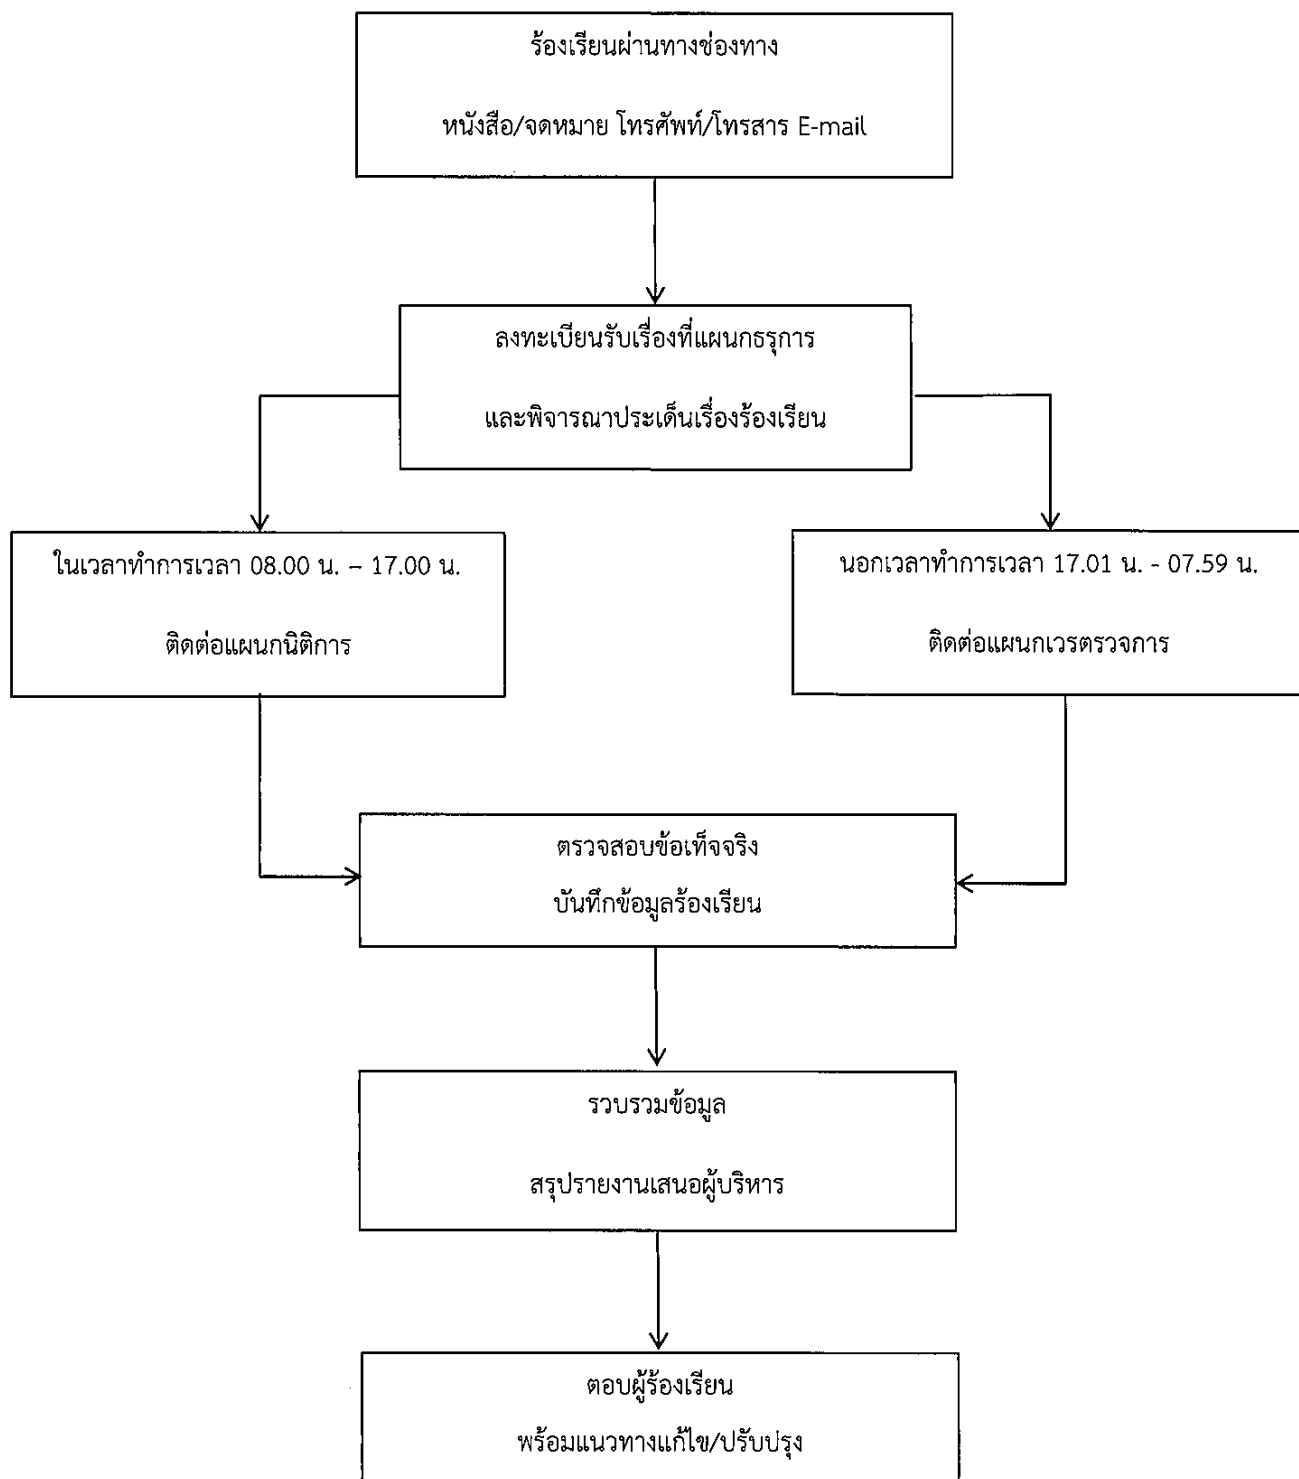 ร้องเรียนผ่านทางช่องทาง
หนังสือ/จดหมาย โทรศัพท์/โทรสาร E-mail
ลงทะเบียนรับเรื่องที่แผนกธรุการ
และพิจารณาประเด็นเรื่องร้องเรียน
ในเวลาทำการเวลา 08.00 น. – 17.00 น.
ติดต่อแผนกนิติการ
นอกเวลาทำการเวลา 17.01 น. - 07.59 น.
ติดต่อแผนกเวรตรวจการ
ตรวจสอบข้อเท็จจริง
บันทึกข้อมูลร้องเรียน
รวบรวมข้อมูล
สรุปรายงานเสนอผู้บริหาร
ตอบผู้ร้องเรียน
พร้อมแนวทางแก้ไข/ปรับปรุง